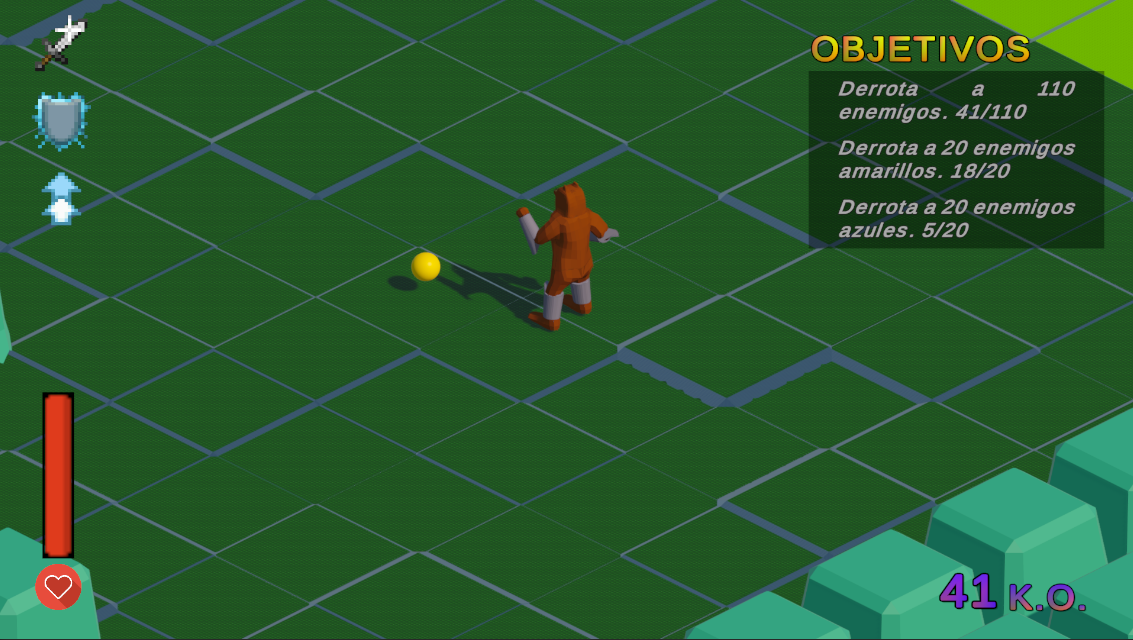 OBJETIVOS
Derrota a 110
enemigos. 41/110
Derrota a 20 enemigos
amarillos. 18/20
Derrota a 20 enemigos
azules. 5/20
41 K.O.